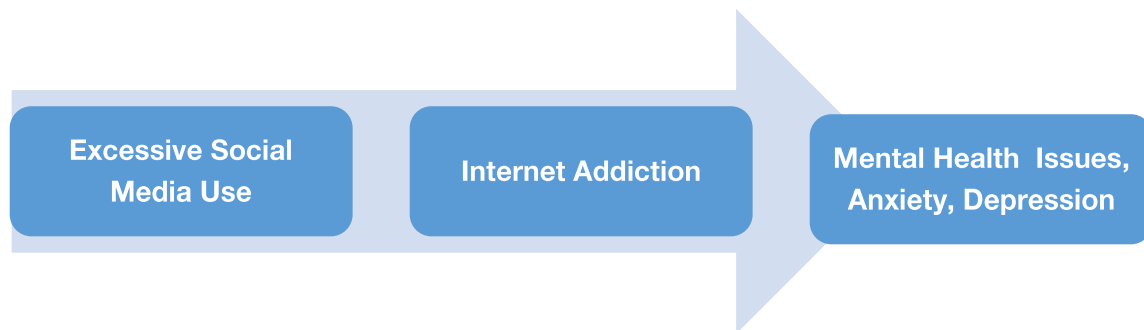 Excessive Social
Media Use
Internet Addiction
Mental Health  Issues,
Anxiety, Depression